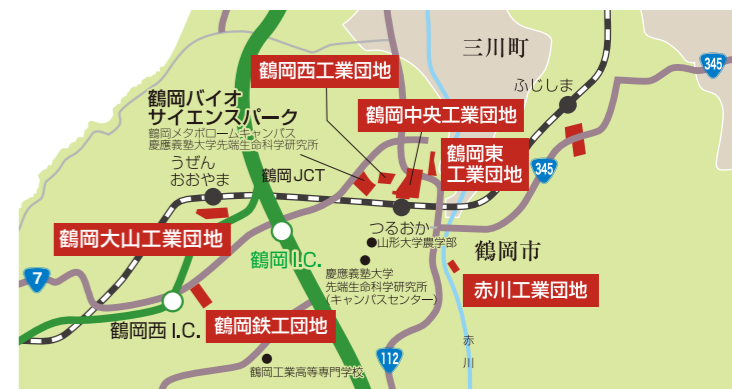 三川町
345
鶴岡西工業団地
ふじしま
鶴岡バイオ
サイエンスパーク
鶴岡中央工業団地
鶴岡メタボロームキャンパス
慶應義塾大学先端生命科学研究所
鶴岡東
工業団地
345
うぜん
おおやま
鶴岡JCT
つるおか
鶴岡大山工業団地
山形大学農学部
鶴岡市
鶴岡I.C.
7
慶應義塾大学
先端生命科学研究所
(キャンパスセンター)
赤川工業団地
鶴岡西I.C.
鶴岡鉄工団地
赤川
112
鶴岡工業高等専門学校